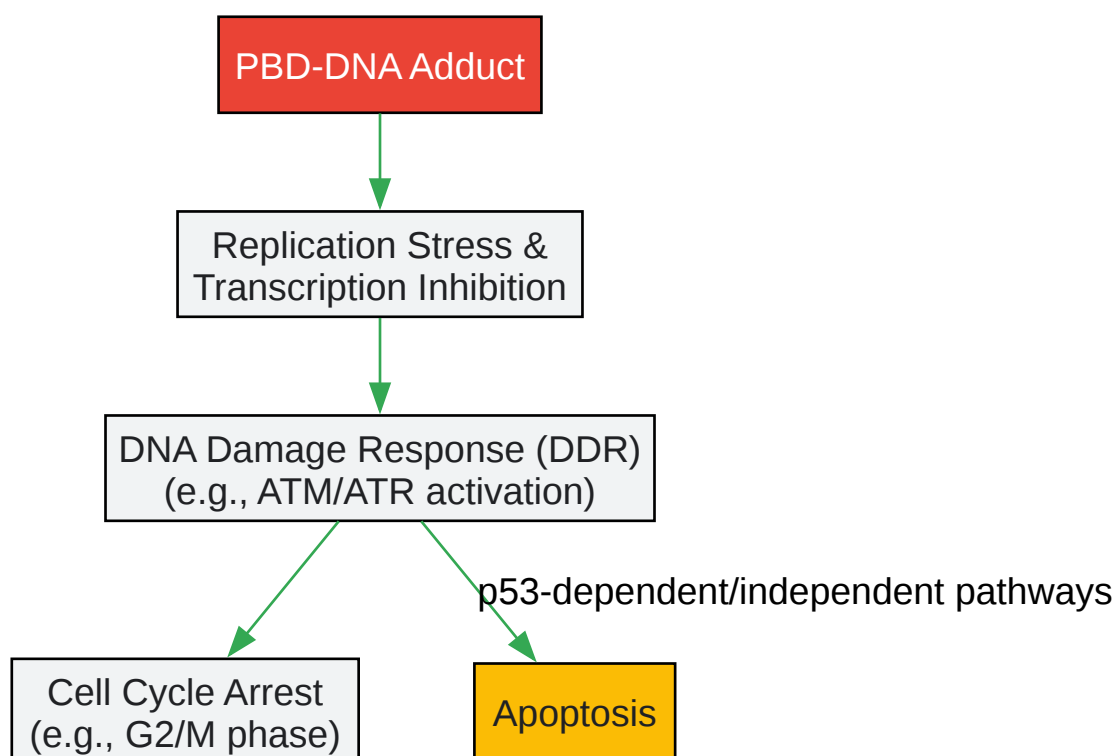 PBD-DNA Adduct
Replication Stress &
Transcription Inhibition
DNA Damage Response (DDR)
(e.g., ATM/ATR activation)
p53-dependent/independent pathways
Cell Cycle Arrest
(e.g., G2/M phase)
Apoptosis